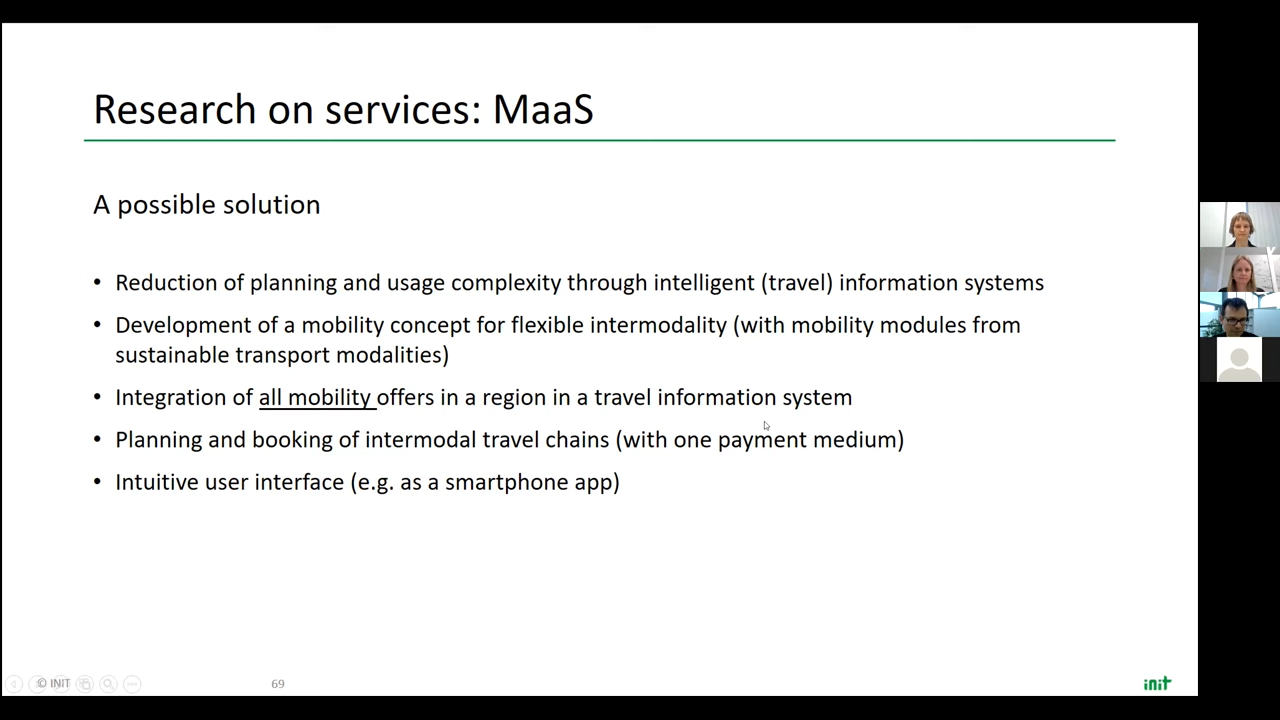 Research on services: MaaS
A possible solution
• Reduction of planning and usage complexity through intelligent (travel) information systems
• Development of a mobility concept for flexible intermodality (with mobility modules from
sustainable transport modalities)
• Integration of all mobility offers in a region in a travel information system
• Planning and booking of intermodal travel chains (with one payment medium)
• Intuitive user interface (e.g. as a smartphone app)
© INIT
69
init